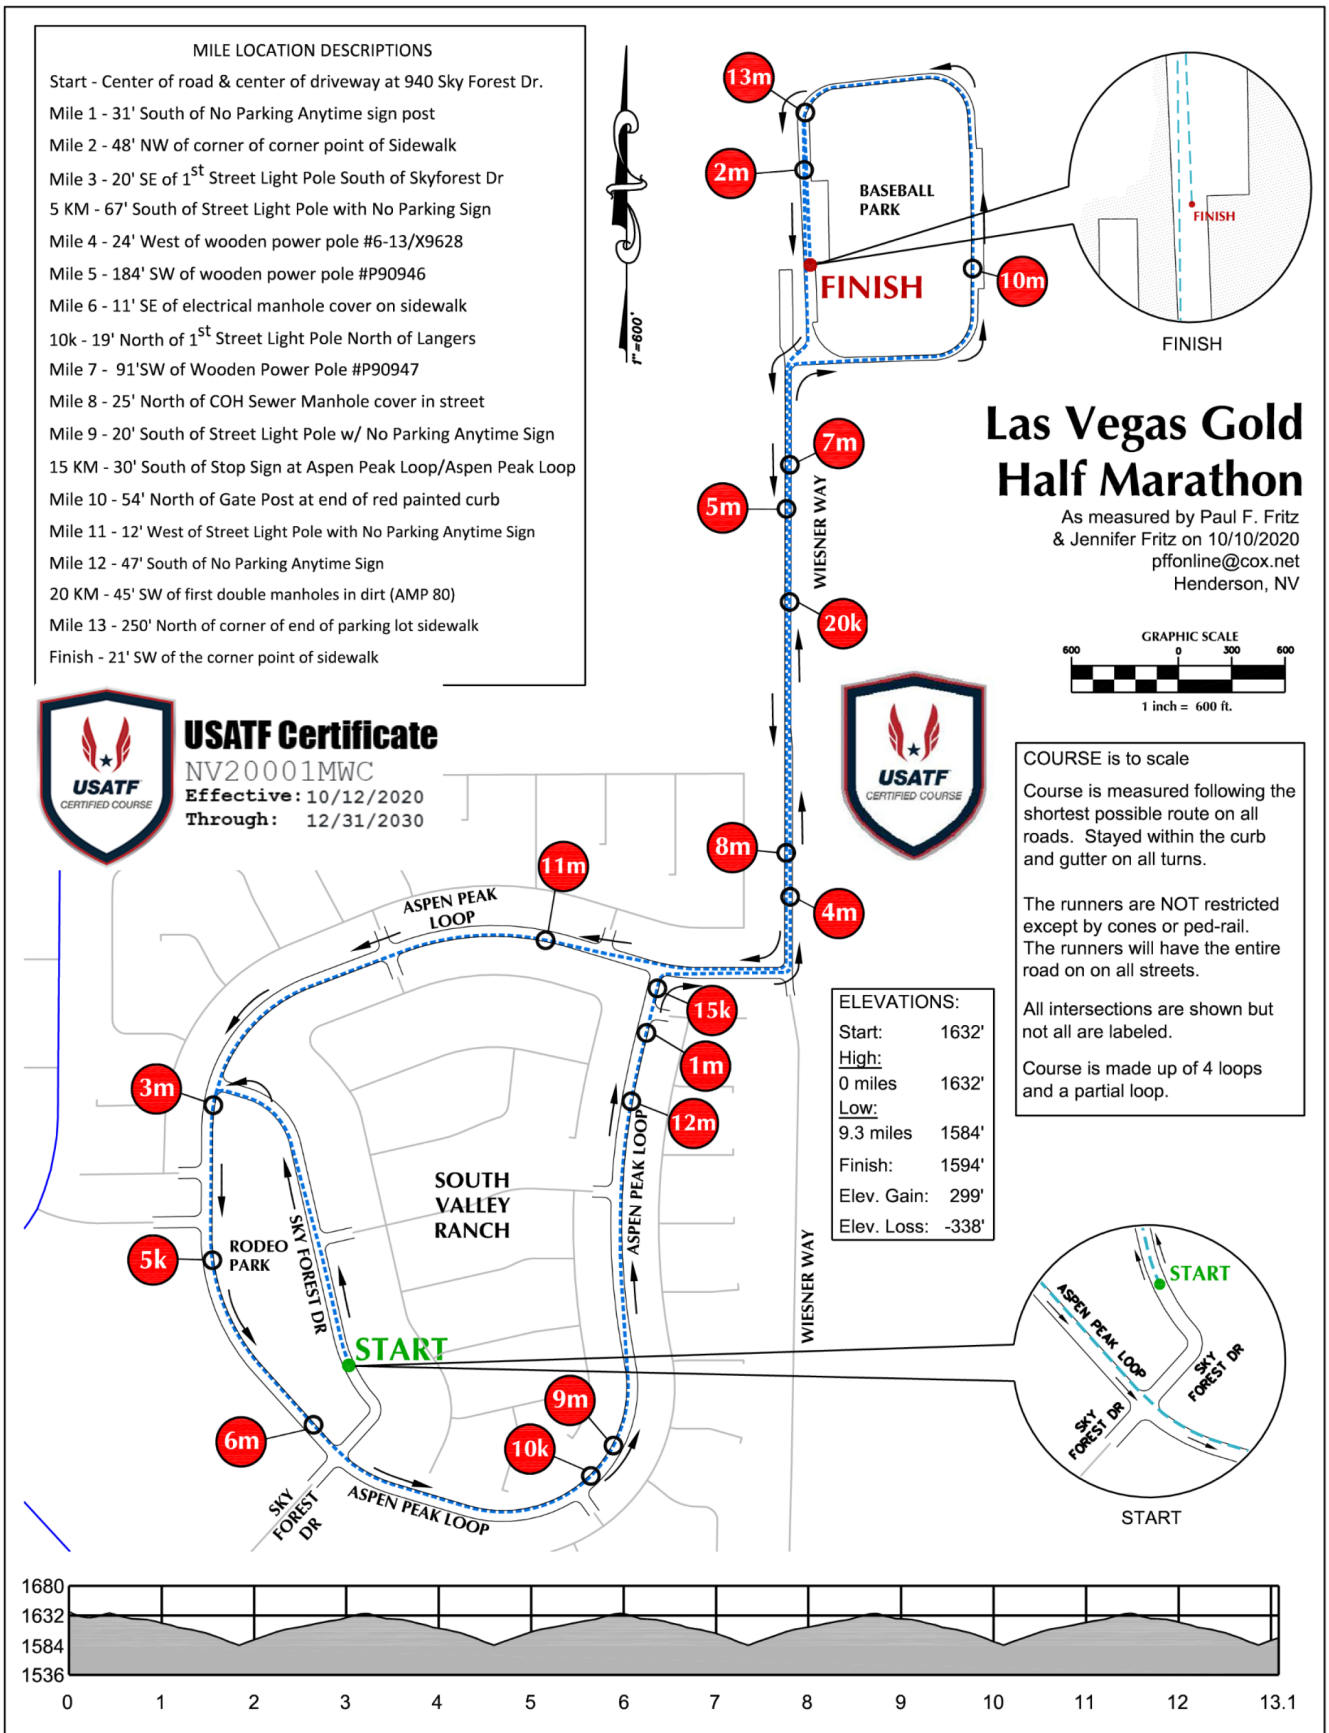 MILE LOCATION DESCRIPTIONS
Start - Center of road & center of driveway at 940 Sky Forest Dr.
Mile 1 - 31' South of No Parking Anytime sign post
Mile 2 - 48' NW of corner of corner point of Sidewalk
Mile 3 - 20' SE of 1st Street Light Pole South of Skyforest Dr
5 KM - 67' South of Street Light Pole with No Parking Sign
Mile 4 - 24' West of wooden power pole #6-13/X9628
Mile 5 - 184' SW of wooden power pole #P90946
Mile 6 - 11' SE of electrical manhole cover on sidewalk
10k - 19' North of 1st Street Light Pole North of Langers
Mile 7 - 91'SW of Wooden Power Pole #P90947
Mile 8 - 25' North of COH Sewer Manhole cover in street
Mile 9 - 20' South of Street Light Pole w/ No Parking Anytime Sign
15 KM - 30' South of Stop Sign at Aspen Peak Loop/Aspen Peak Loop
Mile 10 - 54' North of Gate Post at end of red painted curb
Mile 11 - 12' West of Street Light Pole with No Parking Anytime Sign
Mile 12 - 47' South of No Parking Anytime Sign
20 KM - 45' SW of first double manholes in dirt (AMP 80)
Mile 13 - 250' North of corner of end of parking lot sidewalk
Finish - 21' SW of the corner point of sidewalk
1"=600'
13m
2m
BASEBALL
PARK
FINISH
10m
FINISH
FINISH
Las Vegas Gold
Half Marathon
As measured by Paul F. Fritz
& Jennifer Fritz on 10/10/2020
pffonline@cox.net
Henderson, NV
7m
5m
WIESNER WAY
20k
GRAPHIC SCALE
600 0 300 600
1 inch = 600 ft.
USATF
CERTIFIED COURSE
USATF Certificate
NV20001MWC
Effective: 10/12/2020
Through: 12/31/2030
USATF
CERTIFIED COURSE
COURSE is to scale
Course is measured following the
shortest possible route on all
roads. Stayed within the curb
and gutter on all turns.
The runners are NOT restricted
except by cones or ped-rail.
The runners will have the entire
road on on all streets.
All intersections are shown but
not all are labeled.
Course is made up of 4 loops
and a partial loop.
8m
11m
4m
ASPEN PEAK
LOOP
15k
1m
3m
12m
ELEVATIONS:
Start: 1632'
High:
0 miles 1632'
Low:
9.3 miles 1584'
Finish: 1594'
Elev. Gain: 299'
Elev. Loss: -338'
SOUTH
VALLEY
RANCH
ASPEN PEAK LOOP
SKY FOREST DR
RODEO
PARK
5k
WIESNER WAY
START
9m
6m
10k
SKY
FOREST
DR
ASPEN PEAK LOOP
START
ASPEN PEAK LOOP
SKY
FOREST DR
SKY
FOREST DR
START
1680
1632
1584
1536
0 1 2 3 4 5 6 7 8 9 10 11 12 13.1